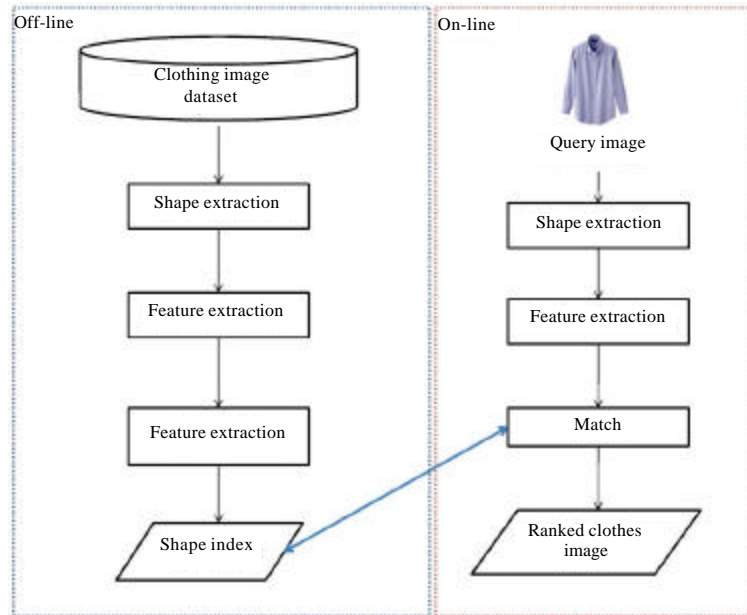 Off-line
Clothing image
dataset
Shape extraction
Feature extraction
Feature extraction
Shape index
On-line
Query image
Shape extraction
Feature extraction
Match
Ranked clothes
image